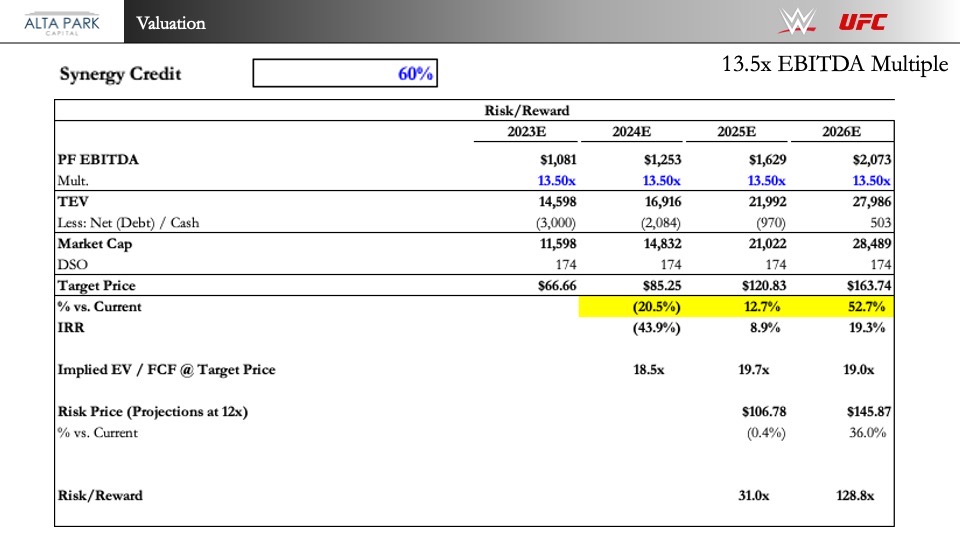 ALTA PARK
CAPITAL
Valuation
W
UFC
Synergy Credit 60%
13.5x EBITDA Multiple
Risk/Reward
2023E 2024E 2025E 2026E
PF EBITDA $1,081 $1,253 $1,629 $2,073
Mult. 13.50x 13.50x 13.50x 13.50x
TEV 14,598 16,916 21,992 27,986
Less: Net (Debt) / Cash (3,000) (2,084) (970) 503
Market Cap 11,598 14,832 21,022 28,489
DSO 174 174 174 174
Target Price $66.66 $85.25 $120.83 $163.74
% vs. Current (20.5%) 12.7% 52.7%
IRR (43.9%) 8.9% 19.3%
Implied EV / FCF @ Target Price 18.5x 19.7x 19.0x
Risk Price (Projections at 12x) $106.78 $145.87
% vs. Current (0.4%) 36.0%
Risk/Reward 31.0x 128.8x